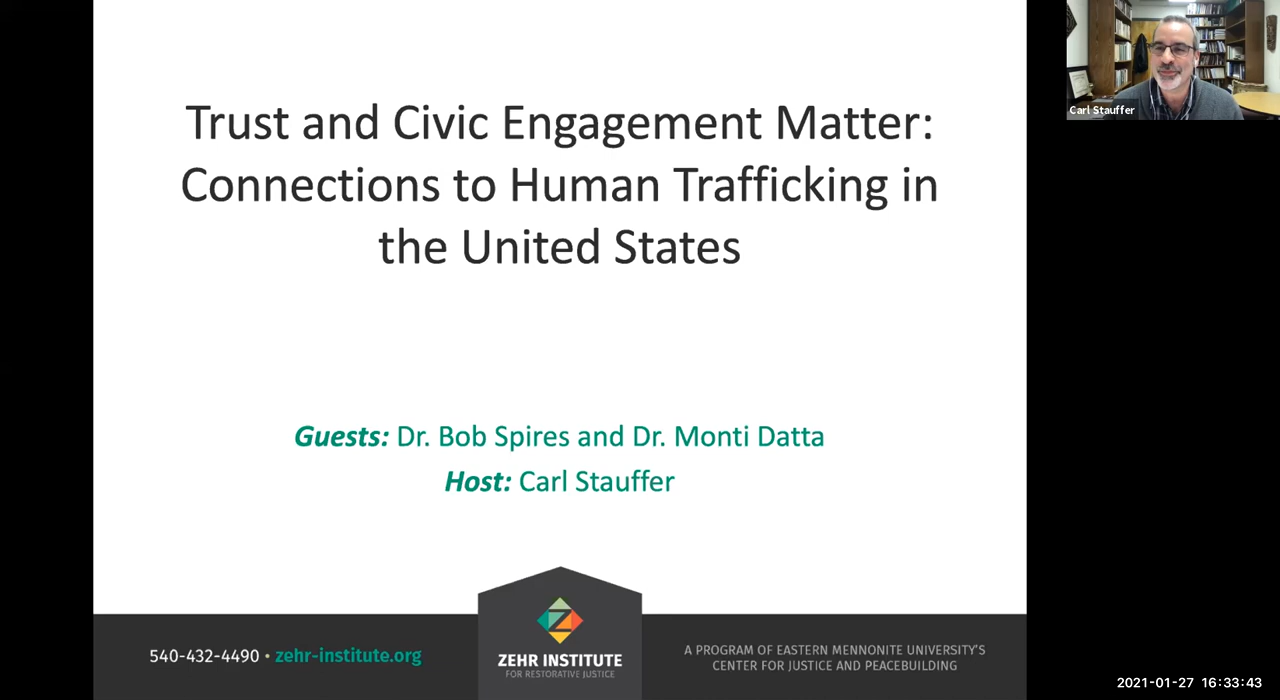 Trust and Civic Engagement Matter:
Connections to Human Trafficking in
the United States
Guests: Dr. Bob Spires and Dr. Monti Datta
Host: Carl Stauffer
540-432-4490 • zehr-institute.org
ZEHR INSTITUTE
FOR RESTORATIVE JUSTICE
A PROGRAM OF EASTERN MENNONITE UNIVERSITY'S
CENTER FOR JUSTICE AND PEACEBUILDING
Carl Stauffer
2021-01-27 16:33:43